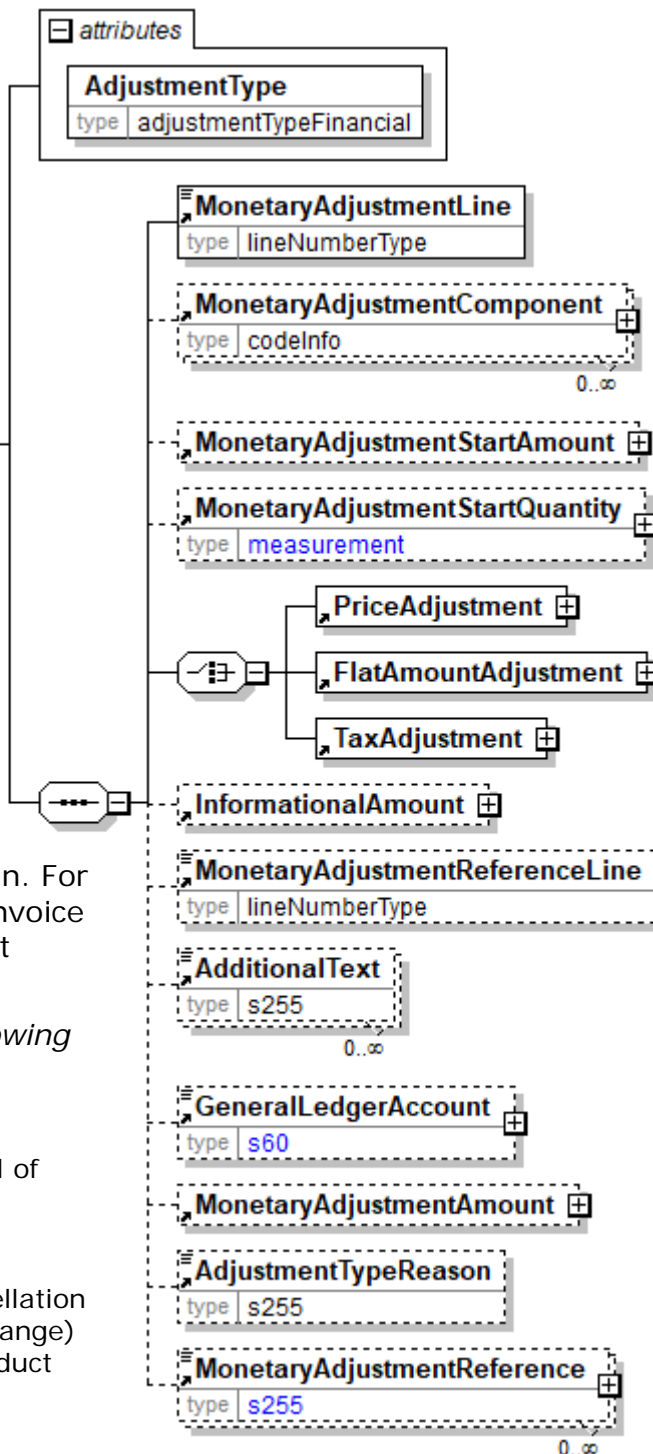 attributes
AdjustmentType
type adjustmentTypeFinancial
MonetaryAdjustmentLine
type lineNumberType
MonetaryAdjustmentComponent
type codeInfo
0..∞
MonetaryAdjustmentStartAmount
MonetaryAdjustmentStartQuantity
type measurement
PriceAdjustment
FlatAmountAdjustment
TaxAdjustment
InformationalAmount
n. For
nvoice
t
MonetaryAdjustmentReferenceLine
type lineNumberType
AdditionalText
type s255
0..∞
owing
GeneralLedgerAccount
type s60
l of
MonetaryAdjustmentAmount
ellation
ange)
duct
AdjustmentTypeReason
type s255
MonetaryAdjustmentReference
type s255
0..∞